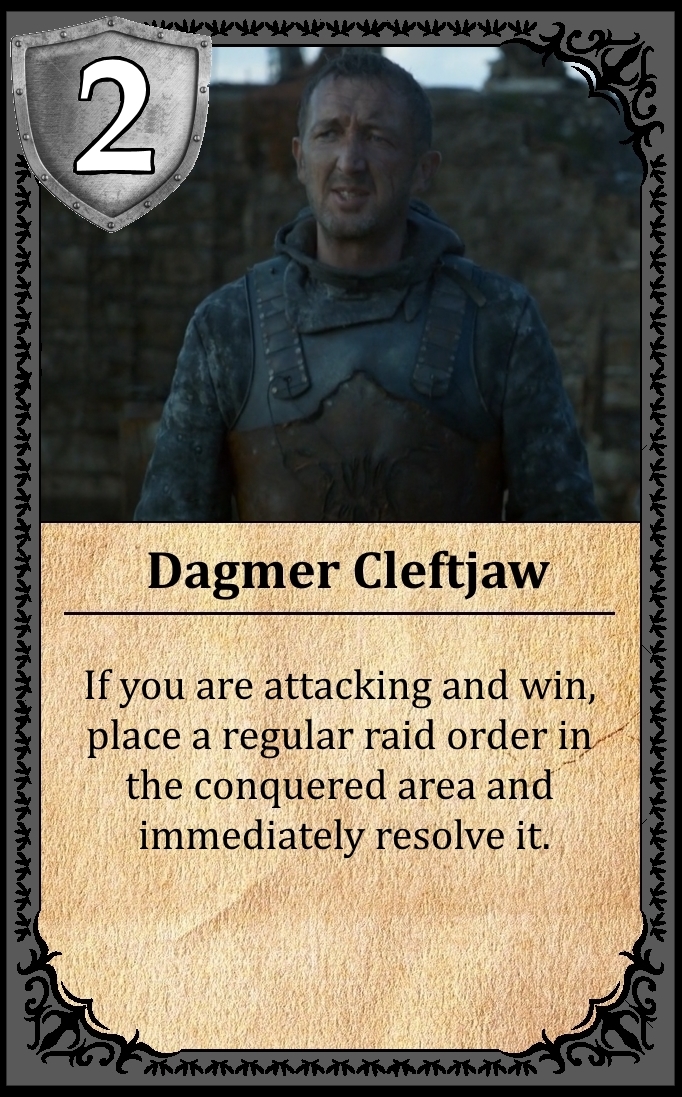 2
Dagmer Cleftjaw
If you are attacking and win,
place a regular raid order in
the conquered area and
immediately resolve it.